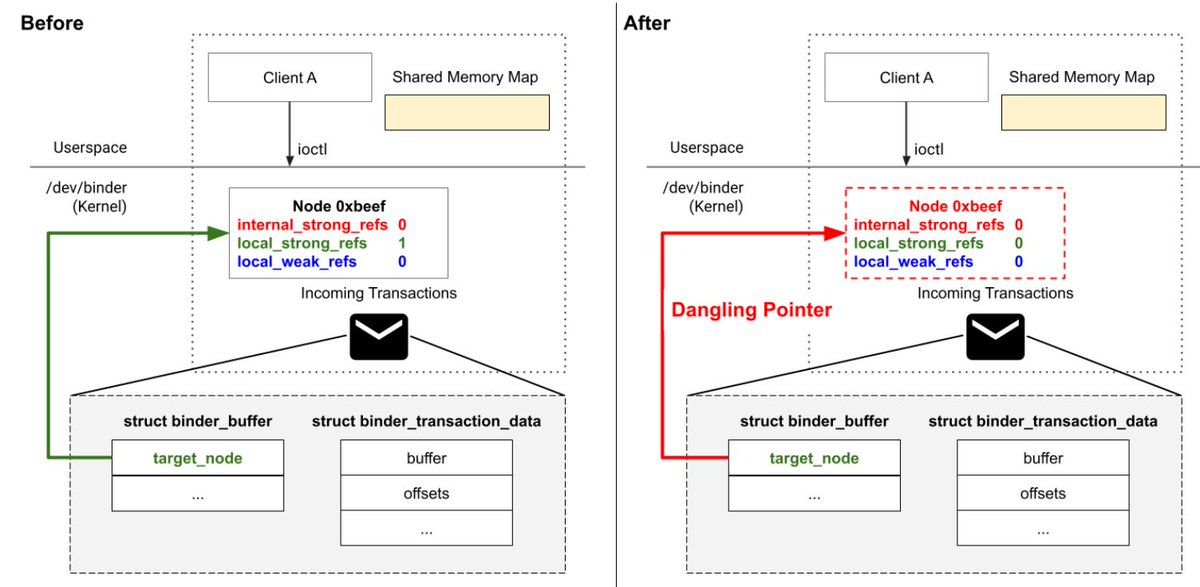 Before
Client A
Shared Memory Map
ioctl
Userspace
/dev/binder
(Kernel)
Node 0xbeef
internal_strong_refs 0
local_strong_refs 1
local_weak_refs 0
Incoming Transactions
struct binder_buffer
struct binder_transaction_data
target_node
...
buffer
offsets
...
After
Client A
Shared Memory Map
ioctl
Userspace
/dev/binder
(Kernel)
Node 0xbeef
internal_strong_refs 0
local_strong_refs 0
local_weak_refs 0
Incoming Transactions
Dangling Pointer
struct binder_buffer
struct binder_transaction_data
target_node
...
buffer
offsets
...